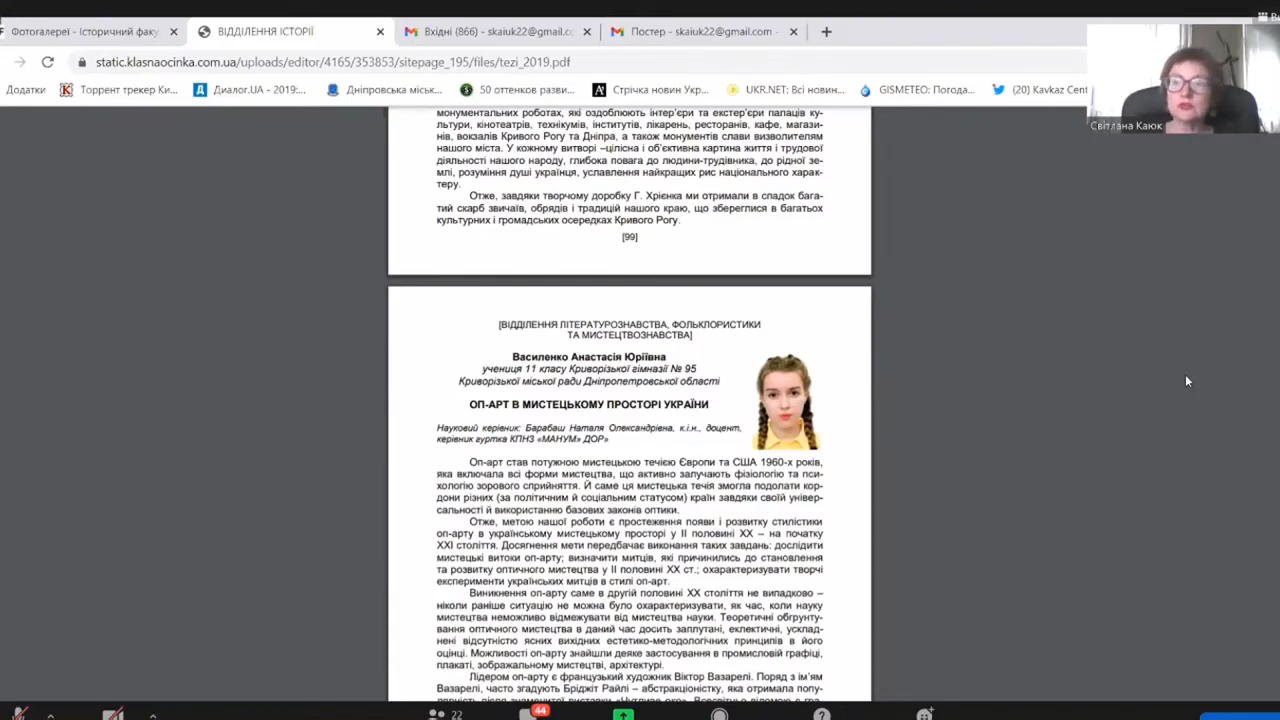 Фотогалереї - Історичний факу
ВІДДІЛЕННЯ ІСТОРІЇ
Вхідні (866) - skaiuk22@gmail.c
Постер - skaiuk22@gmail.com -
static.klasnaocinka.com.ua/uploads/editor/4165/353853/sitepage_195/files/tezi_2019.pdf
Додатки
Торрент трекер Ки...
Диалог.UA - 2019:...
Дніпровська міськ...
50 оттенков разви...
Стрічка новин Укр...
UKR.NET: Всі новин...
GISMETEO: Погода...
(20) Kavkaz Cent
Світлана Каюк
монументальних роботах, які оздоблюють інтер'єри та екстер'єри палаців ку-
льтури, кінотеатрів, технікумів, інститутів, лікарень, ресторанів, кафе, магази-
нів, вокзалів Кривого Рогу та Дніпра, а також монументів слави визволителям
нашого міста. У кожному витворі –цілісна і об'єктивна картина життя і трудової
діяльності нашого народу, глибока повага до людини-трудівника, до рідної зе-
млі, розуміння душі українця, уславлення найкращих рис національного харак-
теру.
Отже, завдяки творчому доробку Г. Хрієнка ми отримали в спадок бага-
тий скарб звичаїв, обрядів і традицій нашого краю, що збереглися в багатьох
культурних і громадських осередках Кривого Рогу.
[99]
[ВІДДІЛЕННЯ ЛІТЕРАТУРОЗНАВСТВА, ФОЛЬКЛОРИСТИКИ
ТА МИСТЕЦТВОЗНАВСТВА]
Василенко Анастасія Юріївна
учениця 11 класу Криворізької гімназії № 95
Криворізької міської ради Дніпропетровської області
ОП-АРТ В МИСТЕЦЬКОМУ ПРОСТОРІ УКРАЇНИ
Науковий керівник: Барабаш Наталя Олександрівна, к.і.н., доцент,
керівник гуртка КПНЗ «МАНУМ» ДОР»
Оп-арт став потужною мистецькою течією Європи та США 1960-х років,
яка включала всі форми мистецтва, що активно залучають фізіологію та пси-
хологію зорового сприйняття. Й саме ця мистецька течія змогла подолати кор-
дони різних (за політичним й соціальним статусом) країн завдяки своїй універ-
сальності й використанню базових законів оптики.
Отже, метою нашої роботи є простеження появи і розвитку стилістики
оп-арту в українському мистецькому просторі у ІІ половині ХХ – на початку
ХХІ століття. Досягнення мети передбачає виконання таких завдань: дослідити
мистецькі витоки оп-арту; визначити митців, які причинились до становлення
та розвитку оптичного мистецтва у ІІ половині ХХ ст.; охарактеризувати творчі
експерименти українських митців в стилі оп-арт.
Виникнення оп-арту саме в другій половині ХХ століття не випадково –
ніколи раніше ситуацію не можна було охарактеризувати, як час, коли науку
мистецтва неможливо відмежувати від мистецтва науки. Теоретичні обґрунту-
вання оптичного мистецтва в даний час досить заплутані, еклектичні, усклад-
нені відсутністю ясних вихідних естетико-методологічних принципів в його
оцінці. Можливості оп-арту знайшли деяке застосування в промисловій графіці,
плакаті, зображальному мистецтві, архітектурі.
Лідером оп-арту є французький художник Віктор Вазарелі. Поряд з ім'ям
Вазарелі, часто згадують Бріджіт Райлі – абстракціоністку, яка отримала попу-
22
44